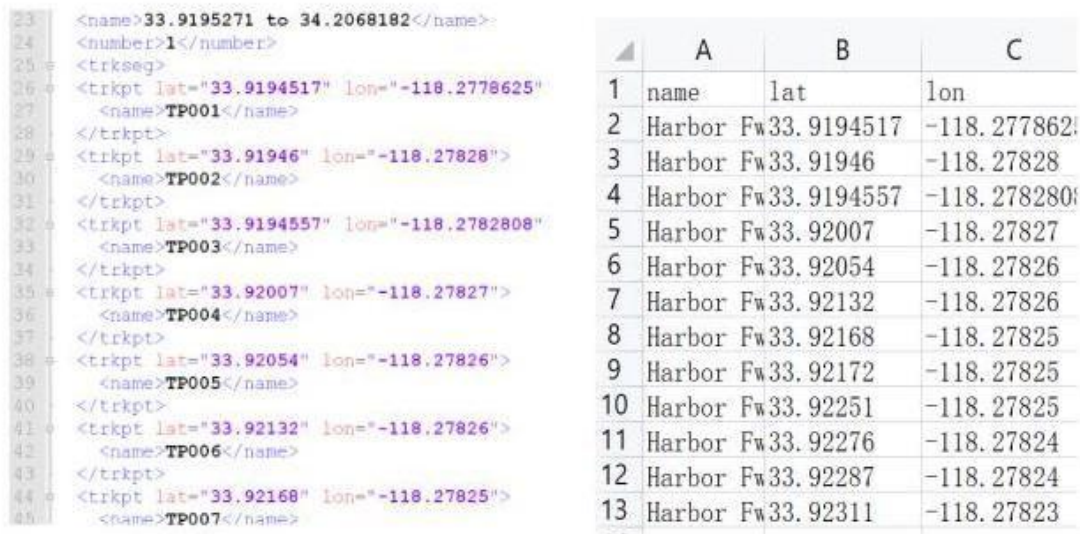 23 <name>33.9195271 to 34.2068182</name>
24 <number>1</number>
25 <trkseg>
26 <trkpt lat="33.9194517" lon="-118.2778625"
27 <name>TP001</name>
28 </trkpt>
29 <trkpt lat="33.91946" lon="-118.27828">
30 <name>TP002</name>
31 </trkpt>
32 <trkpt lat="33.9194557" lon="-118.2782808"
33 <name>TP003</name>
34 </trkpt>
35 <trkpt lat="33.92007" lon="-118.27827">
36 <name>TP004</name>
37 </trkpt>
38 <trkpt lat="33.92054" lon="-118.27826">
39 <name>TP005</name>
40 </trkpt>
41 <trkpt lat="33.92132" lon="-118.27826">
42 <name>TP006</name>
43 </trkpt>
44 <trkpt lat="33.92168" lon="-118.27825">
45 <name>TP007</name>
A B C
1 name lat lon
2 Harbor Fw 33.9194517 -118.277862
3 Harbor Fw 33.91946 -118.27828
4 Harbor Fw 33.9194557 -118.278280
5 Harbor Fw 33.92007 -118.27827
6 Harbor Fw 33.92054 -118.27826
7 Harbor Fw 33.92132 -118.27826
8 Harbor Fw 33.92168 -118.27825
9 Harbor Fw 33.92172 -118.27825
10 Harbor Fw 33.92251 -118.27825
11 Harbor Fw 33.92276 -118.27824
12 Harbor Fw 33.92287 -118.27824
13 Harbor Fw 33.92311 -118.27823